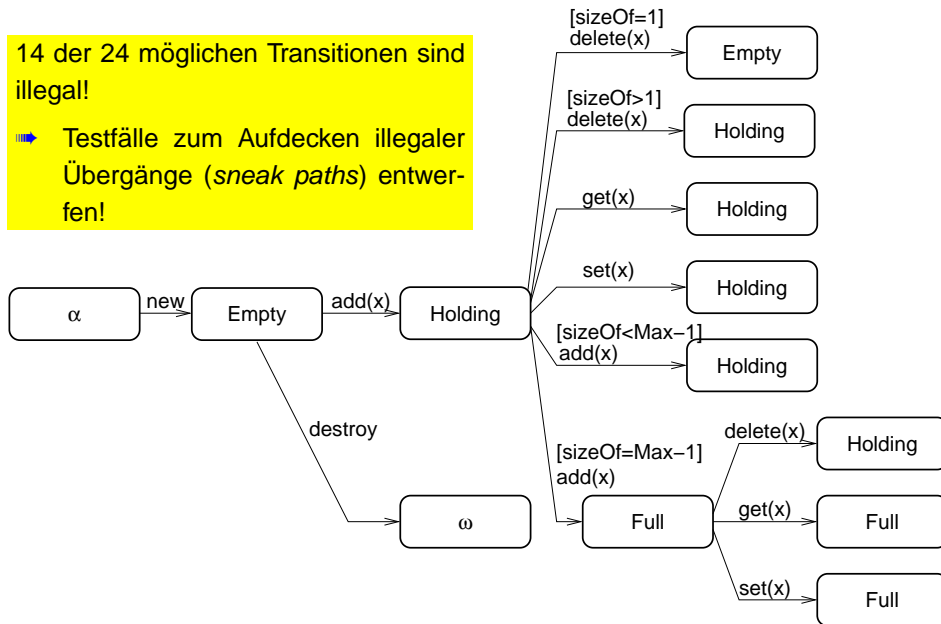 14 der 24 möglichen Transitionen sind
illegal!
➠ Testfälle zum Aufdecken illegaler
Übergänge (sneak paths) entwer-
fen!
[sizeOf=1]
delete(x)
Empty
[sizeOf>1]
delete(x)
Holding
get(x)
Holding
set(x)
Holding
α
new
Empty
add(x)
Holding
[sizeOf<Max−1]
add(x)
Holding
destroy
ω
[sizeOf=Max−1]
add(x)
Full
delete(x)
Holding
get(x)
Full
set(x)
Full